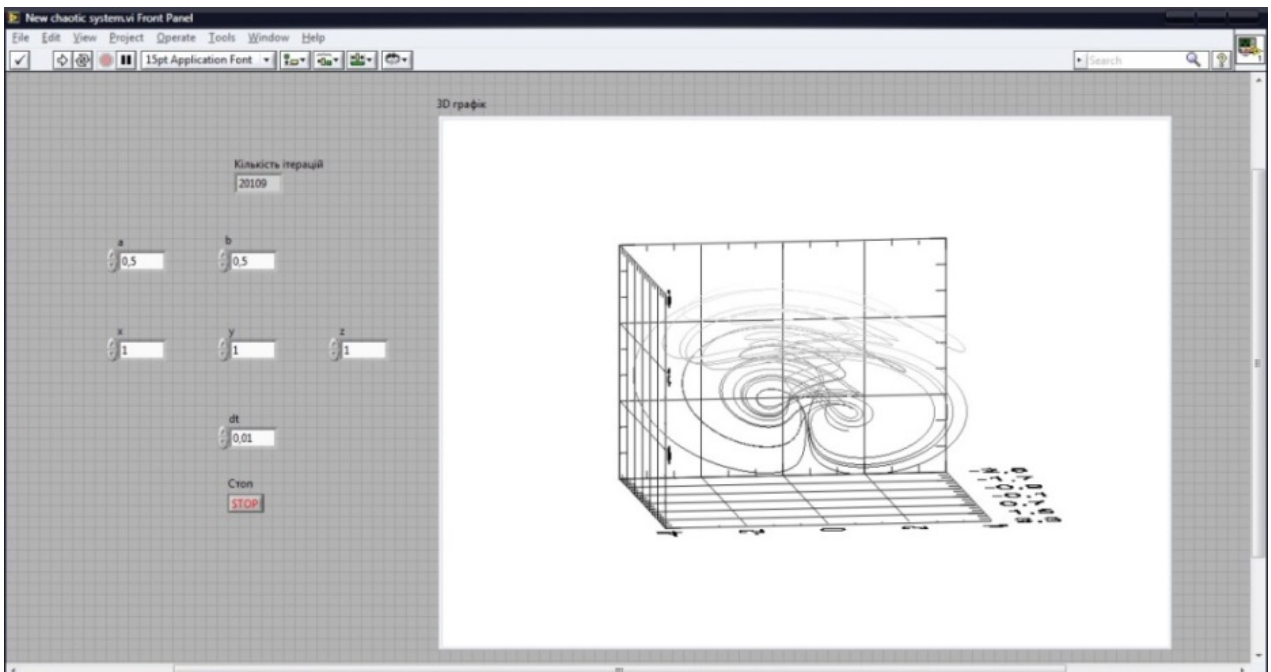 New chaotic system.vi Front Panel
File Edit View Project Operate Tools Window Help
15pt Application Font
Search
3D графік
Кількість ітерацій
20109
a b
0,5 0,5
x y z
1 1 1
dt
0,01
Стоп
STOP